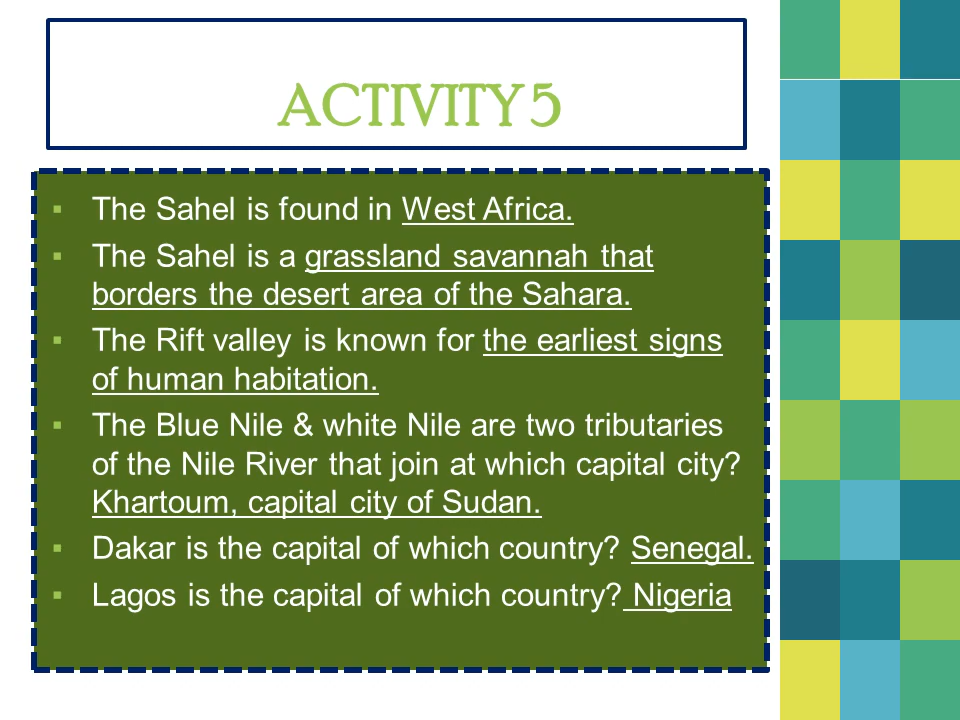 ACTIVITY 5
▪ The Sahel is found in West Africa.
▪ The Sahel is a grassland savannah that
borders the desert area of the Sahara.
▪ The Rift valley is known for the earliest signs
of human habitation.
▪ The Blue Nile & white Nile are two tributaries
of the Nile River that join at which capital city?
Khartoum, capital city of Sudan.
▪ Dakar is the capital of which country? Senegal.
▪ Lagos is the capital of which country? Nigeria